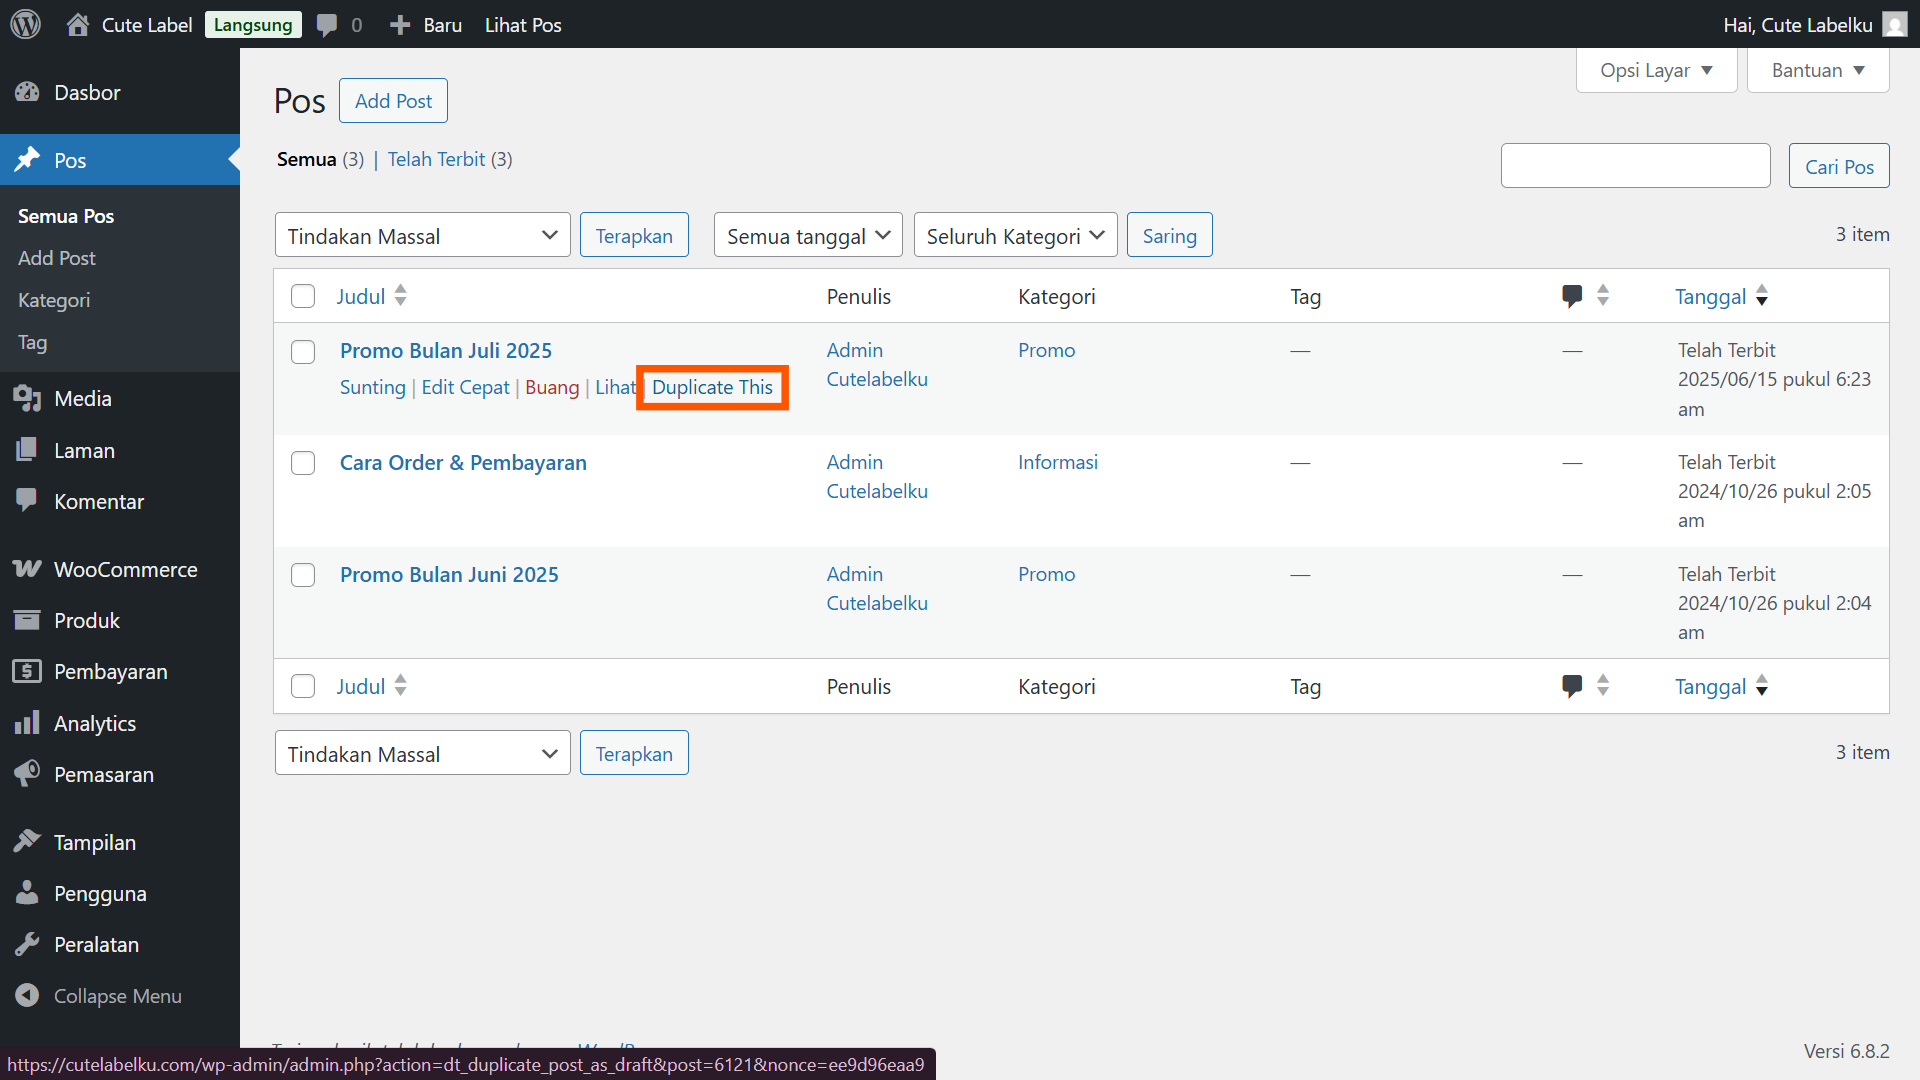 Cute Label Langsung 0 Baru Lihat Pos Hai, Cute Labelku
Dasbor
Pos
Semua Pos
Add Post
Kategori
Tag
Media
Laman
Komentar
WooCommerce
Produk
Pembayaran
Analytics
Pemasaran
Tampilan
Pengguna
Peralatan
Collapse Menu
Opsi Layar Bantuan
Pos Add Post
Semua (3) | Telah Terbit (3)
Cari Pos
Tindakan Massal Terapkan Semua tanggal Seluruh Kategori Saring 3 item
Judul Penulis Kategori Tag Tanggal
Promo Bulan Juli 2025 Admin Promo — — Telah Terbit
Sunting | Edit Cepat | Buang | Lihat | Duplicate This Cutelabelku 2025/06/15 pukul 6:23
am
Cara Order & Pembayaran Admin Informasi — — Telah Terbit
Cutelabelku 2024/10/26 pukul 2:05
am
Promo Bulan Juni 2025 Admin Promo — — Telah Terbit
Cutelabelku 2024/10/26 pukul 2:04
am
Judul Penulis Kategori Tag Tanggal
Tindakan Massal Terapkan 3 item
Versi 6.8.2
https://cutelabelku.com/wp-admin/admin.php?action=dt_duplicate_post_as_draft&post=6121&nonce=ee9d96eaa9